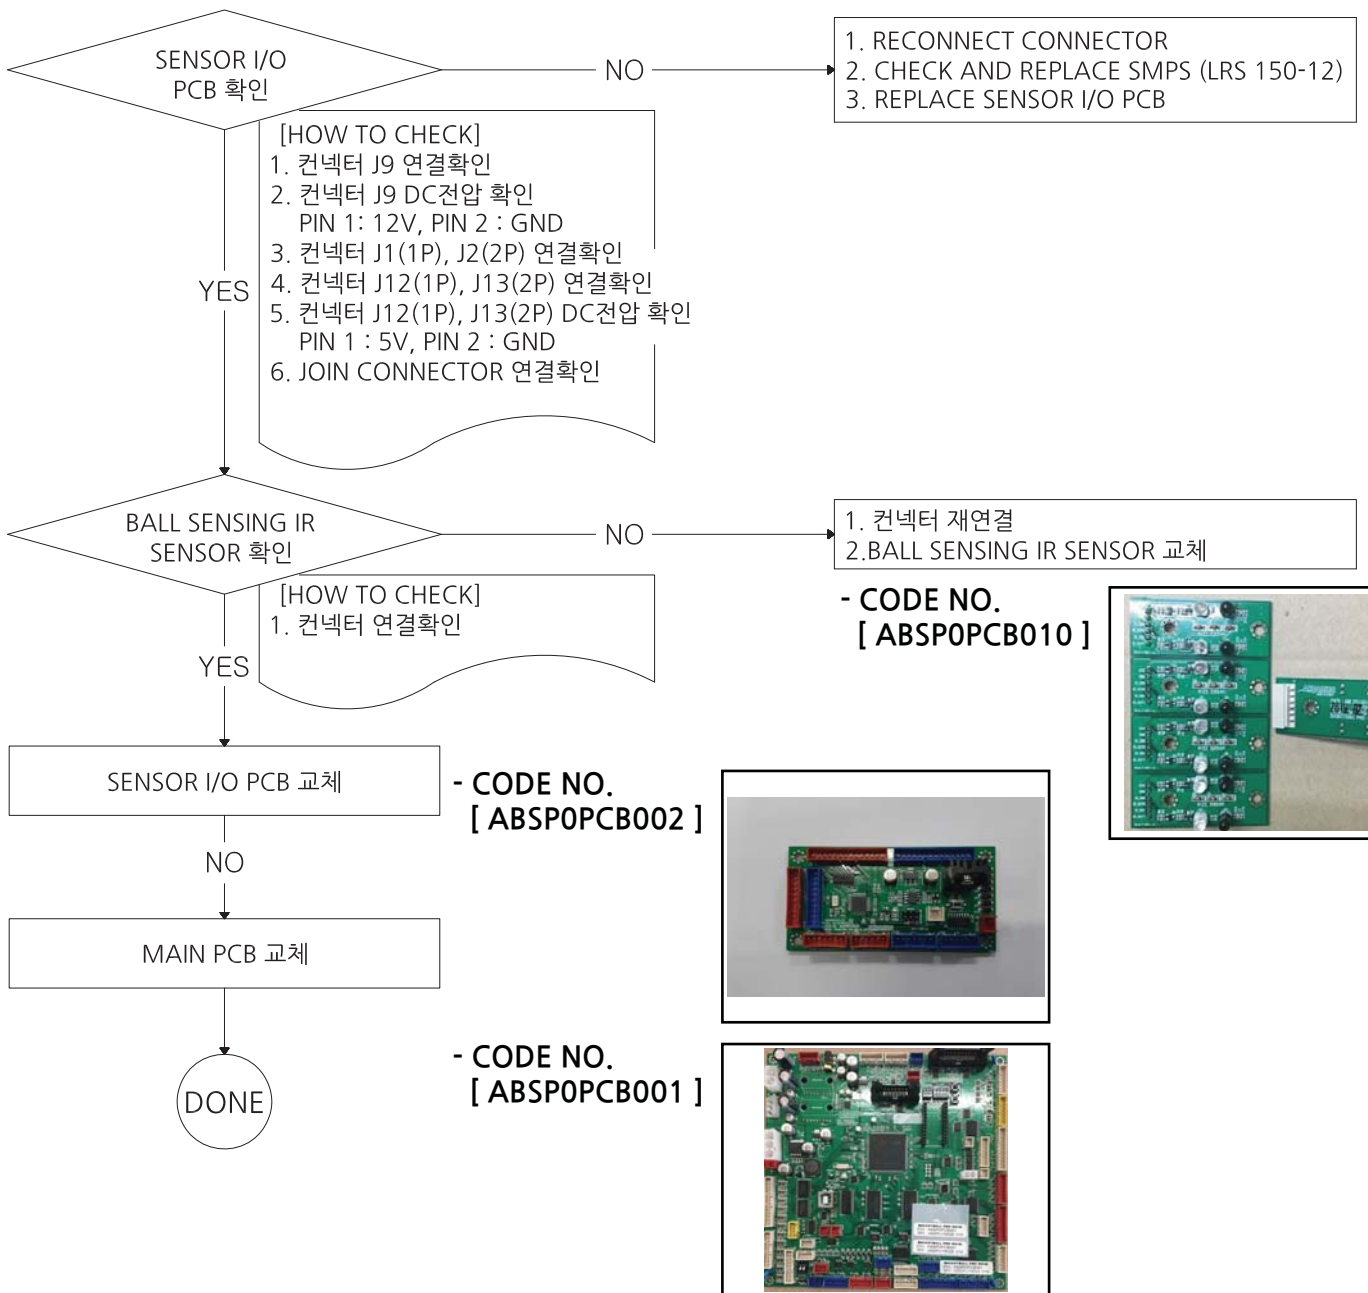 SENSOR I/O
PCB 확인
NO
1. RECONNECT CONNECTOR
2. CHECK AND REPLACE SMPS (LRS 150-12)
3. REPLACE SENSOR I/O PCB
[HOW TO CHECK]
1. 컨넥터 J9 연결확인
2. 컨넥터 J9 DC전압 확인
PIN 1: 12V, PIN 2 : GND
3. 컨넥터 J1(1P), J2(2P) 연결확인
4. 컨넥터 J12(1P), J13(2P) 연결확인
5. 컨넥터 J12(1P), J13(2P) DC전압 확인
PIN 1 : 5V, PIN 2 : GND
6. JOIN CONNECTOR 연결확인
YES
BALL SENSING IR
SENSOR 확인
NO
1. 컨넥터 재연결
2.BALL SENSING IR SENSOR 교체
[HOW TO CHECK]
1. 컨넥터 연결확인
- CODE NO.
[ ABSP0PCB010 ]
YES
SENSOR I/O PCB 교체
- CODE NO.
[ ABSP0PCB002 ]
NO
MAIN PCB 교체
- CODE NO.
[ ABSP0PCB001 ]
DONE